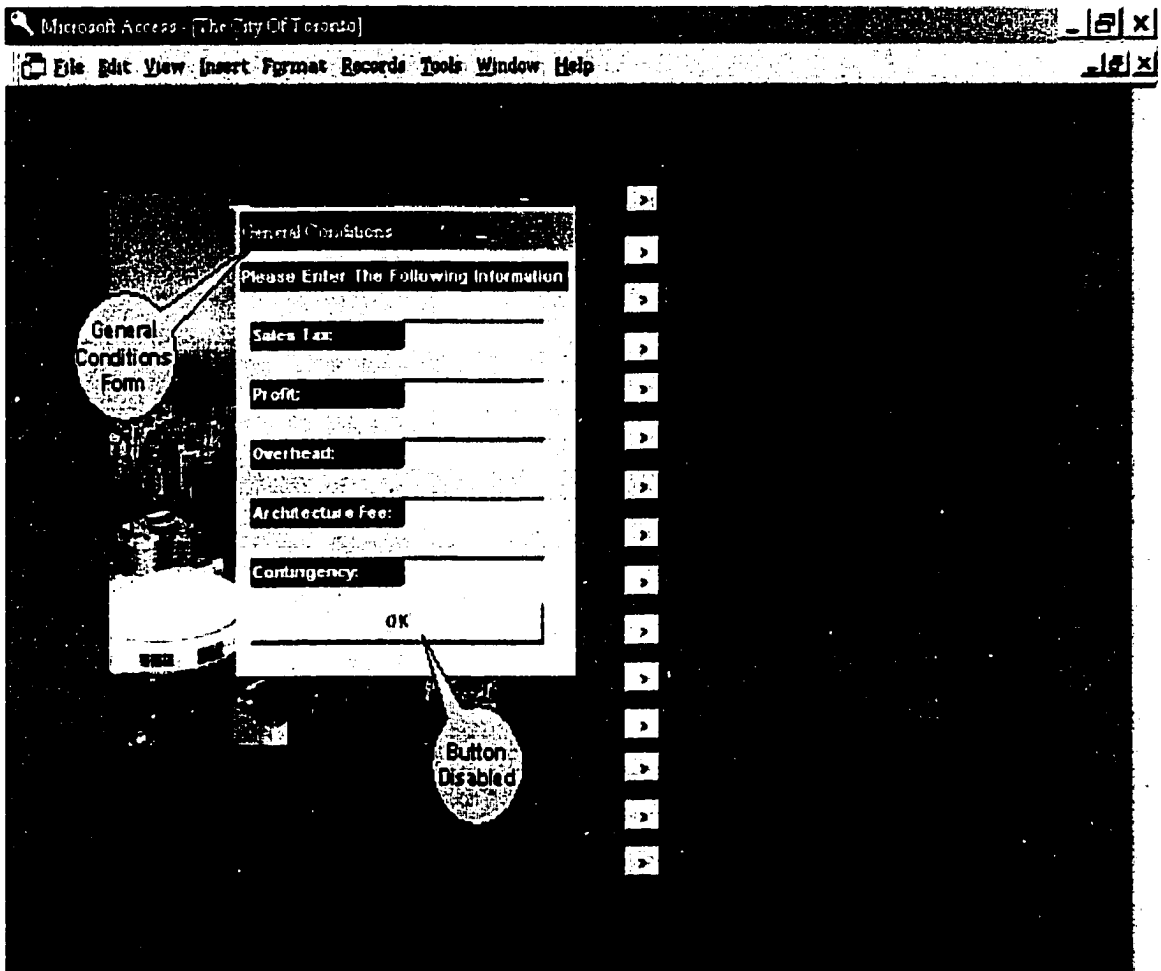 Microsoft Access - [The City Of Toronto]
File Edit View Insert Format Records Tools Window Help
General Conditions
Please Enter The Following Information
General
Conditions
Form
Sales Tax:
Profit:
Overhead:
Architecture Fee:
Contingency:
OK
Button
Disabled